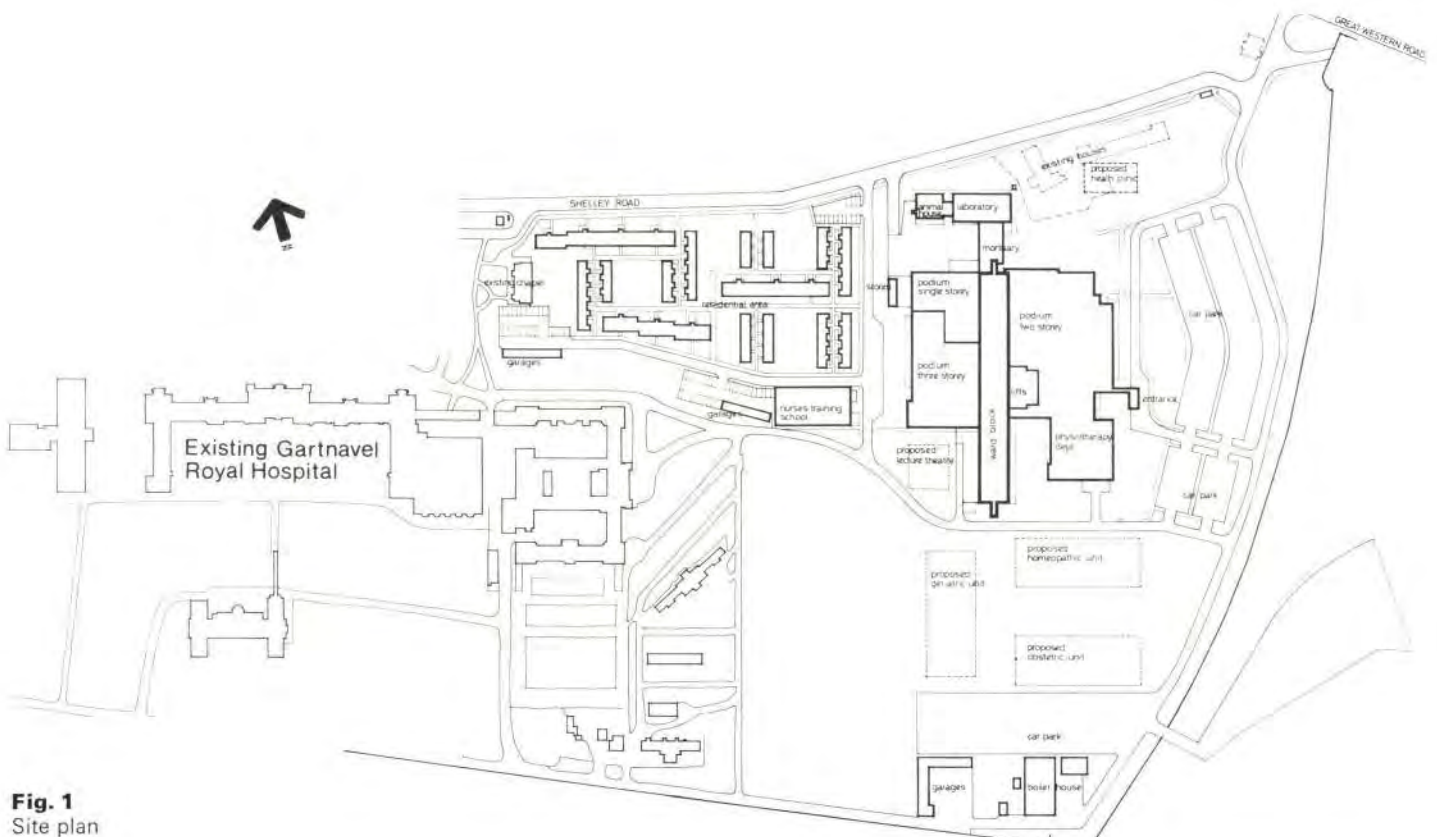 GREAT WESTERN ROAD
existing houses
proposed
health clinic
SHELLEY ROAD
animal
house
laboratory
mortuary
existing chapel
stores
podium
single storey
residential area
podium
two storey
car park
garages
podium
three storey
lifts
entrance
garages
nurses training
school
ward block
Existing Gartnavel
Royal Hospital
proposed
lecture theatre
physiotherapy
dept
car park
proposed
homeopathic unit
proposed
geriatric unit
proposed
obstetric unit
car park
garages
boiler house
Fig. 1
Site plan